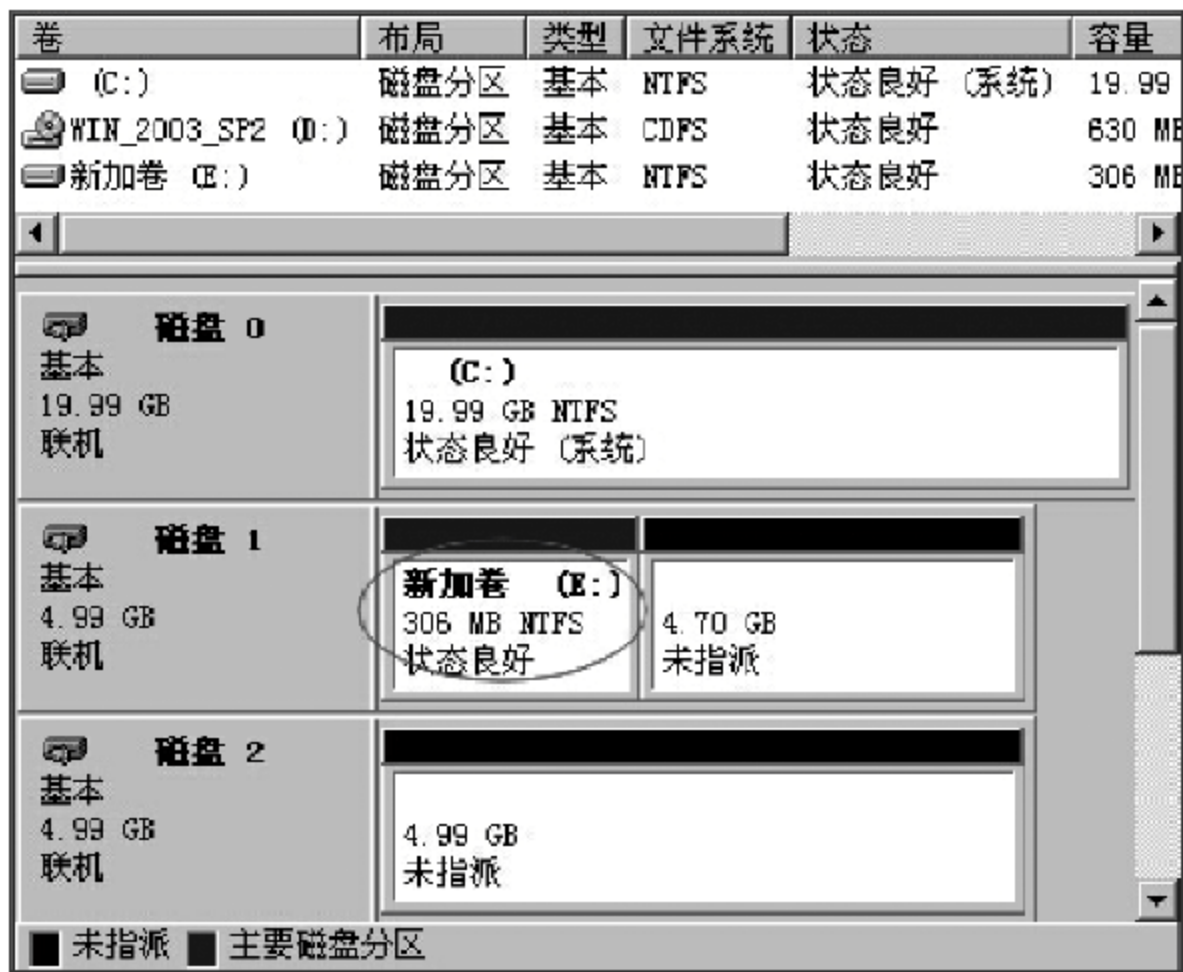 卷 布局 类型 文件系统 状态 容量
(C:) 磁盘分区 基本 NTFS 状态良好 (系统) 19.99
WIN_2003_SP2 (D:) 磁盘分区 基本 CDFS 状态良好 630 MB
新加卷 (E:) 磁盘分区 基本 NTFS 状态良好 306 MB
磁盘 0
基本
19.99 GB
联机
(C:)
19.99 GB NTFS
状态良好 (系统)
磁盘 1
基本
4.99 GB
联机
新加卷 (E:)
306 MB NTFS
状态良好
4.70 GB
未指派
磁盘 2
基本
4.99 GB
联机
4.99 GB
未指派
未指派 主要磁盘分区